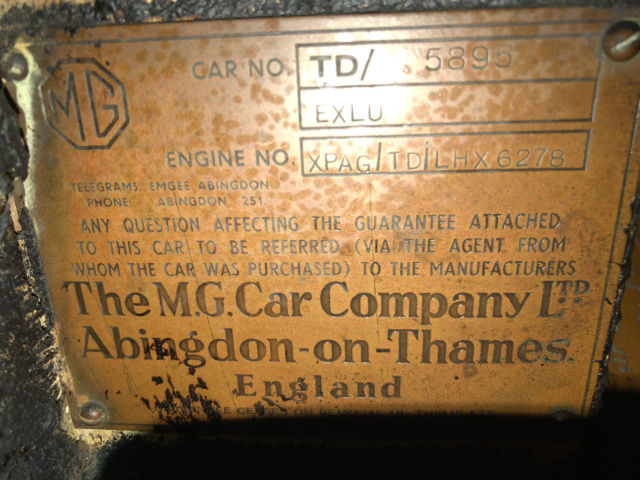 MG
CAR NO. TD/ 5895
EXLU
ENGINE NO. XPAG/TD/LHX6278
TELEGRAMS: EMGEE ABINGDON
PHONE: ABINGDON 251.
ANY QUESTION AFFECTING THE GUARANTEE ATTACHED
TO THIS CAR TO BE REFERRED (VIA THE AGENT FROM
WHOM THE CAR WAS PURCHASED) TO THE MANUFACTURERS
The M.G. Car Company LTD.
Abingdon-on-Thames.
England
ON